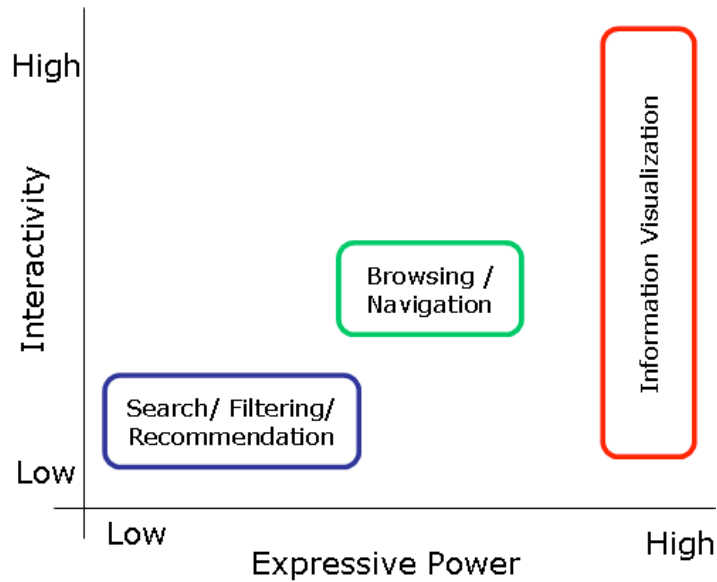 High
Interactivity
Low
Information Visualization
Browsing /
Navigation
Search/ Filtering/
Recommendation
Low
High
Expressive Power